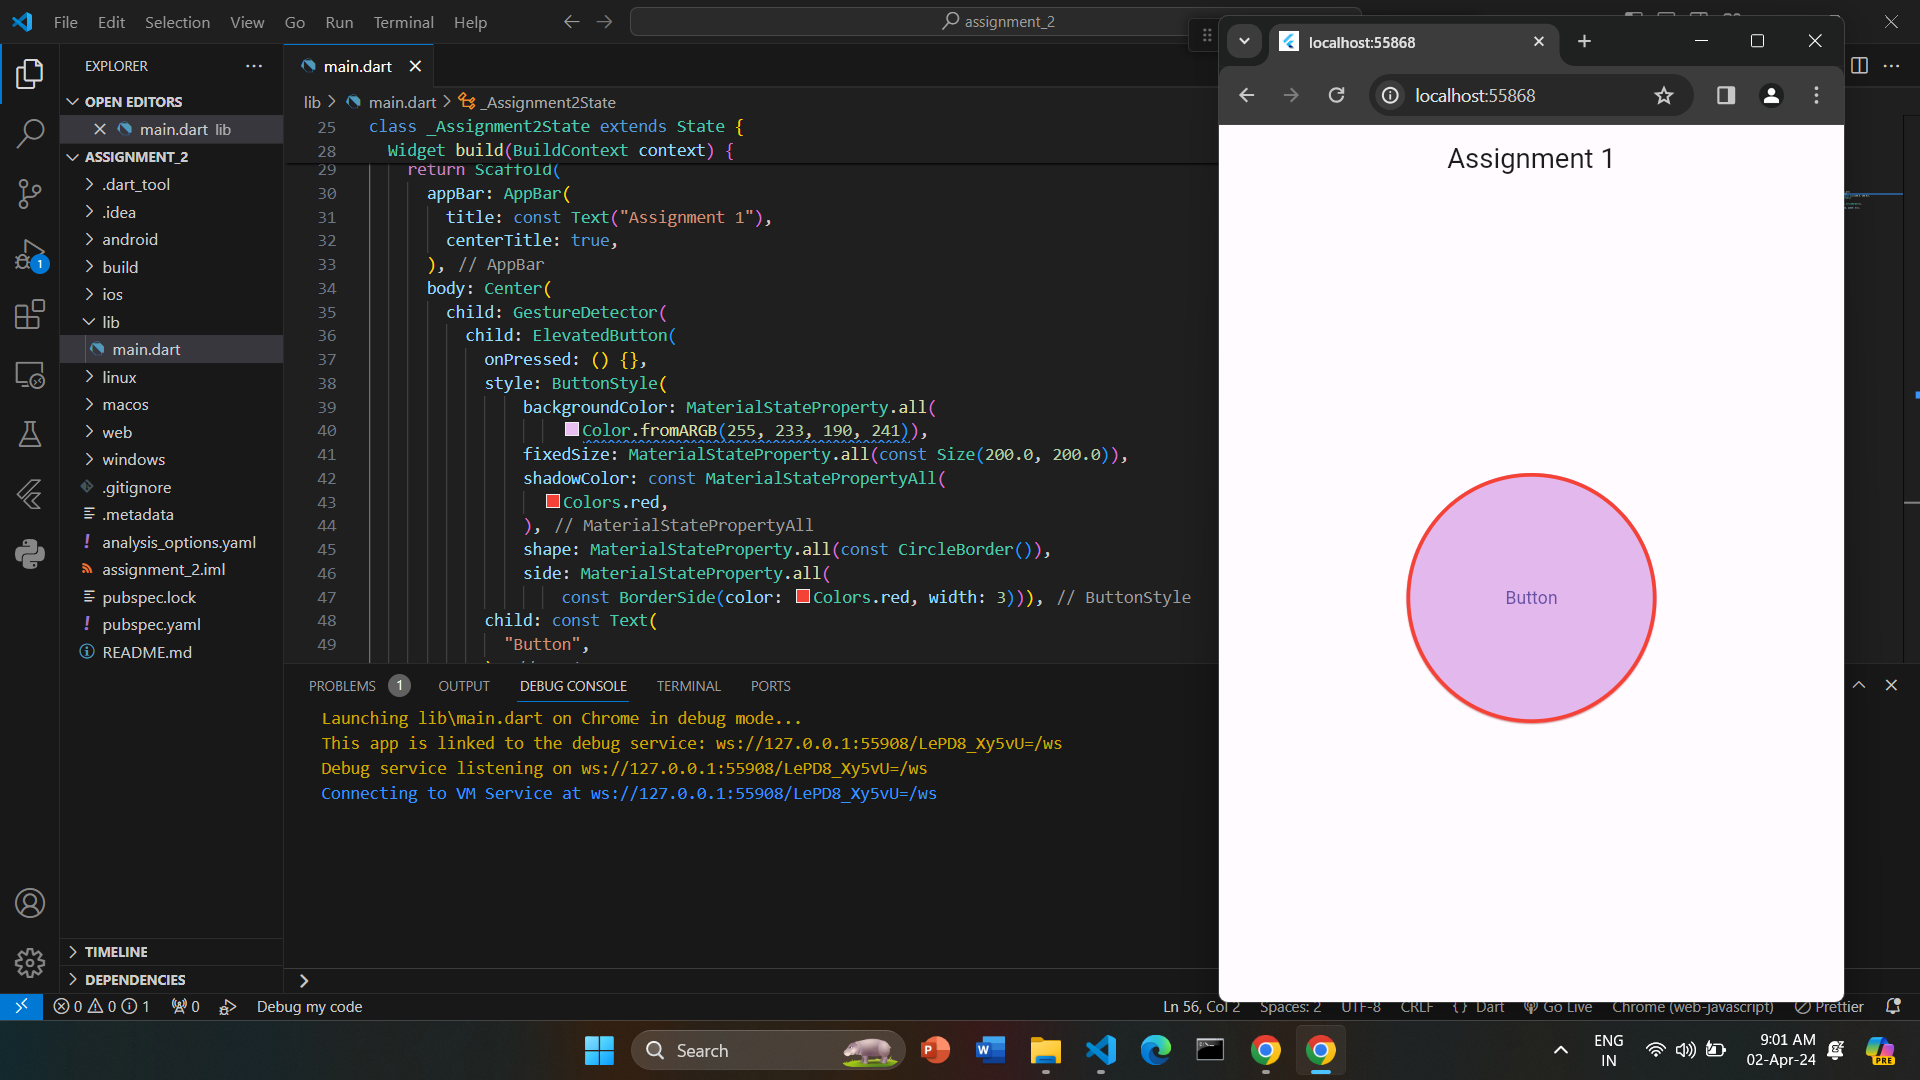 File Edit Selection View Go Run Terminal Help
assignment_2
EXPLORER
OPEN EDITORS
main.dart lib
ASSIGNMENT_2
.dart_tool
.idea
android
build
ios
lib
main.dart
linux
macos
web
windows
.gitignore
.metadata
analysis_options.yaml
assignment_2.iml
pubspec.lock
pubspec.yaml
README.md
TIMELINE
DEPENDENCIES
1
main.dart
lib > main.dart > _Assignment2State
25 class _Assignment2State extends State {
28 Widget build(BuildContext context) {
29 return Scaffold(
30 appBar: AppBar(
31 title: const Text("Assignment 1"),
32 centerTitle: true,
33 ), // AppBar
34 body: Center(
35 child: GestureDetector(
36 child: ElevatedButton(
37 onPressed: () {},
38 style: ButtonStyle(
39 backgroundColor: MaterialStateProperty.all(
40 Color.fromARGB(255, 233, 190, 241)),
41 fixedSize: MaterialStateProperty.all(const Size(200.0, 200.0)),
42 shadowColor: const MaterialStatePropertyAll(
43 Colors.red,
44 ), // MaterialStatePropertyAll
45 shape: MaterialStateProperty.all(const CircleBorder()),
46 side: MaterialStateProperty.all(
47 const BorderSide(color: Colors.red, width: 3))), // ButtonStyle
48 child: const Text(
49 "Button",
PROBLEMS 1 OUTPUT DEBUG CONSOLE TERMINAL PORTS
Launching lib\main.dart on Chrome in debug mode...
This app is linked to the debug service: ws://127.0.0.1:55908/LePD8_Xy5vU=/ws
Debug service listening on ws://127.0.0.1:55908/LePD8_Xy5vU=/ws
Connecting to VM Service at ws://127.0.0.1:55908/LePD8_Xy5vU=/ws
localhost:55868
localhost:55868
Assignment 1
Button
0 0 1 0 Debug my code Ln 56, Col 2 Spaces: 2 UTF-8 CRLF {} Dart Go Live Chrome (web-javascript) Prettier
Search
ENG
IN
9:01 AM
02-Apr-24
PRE